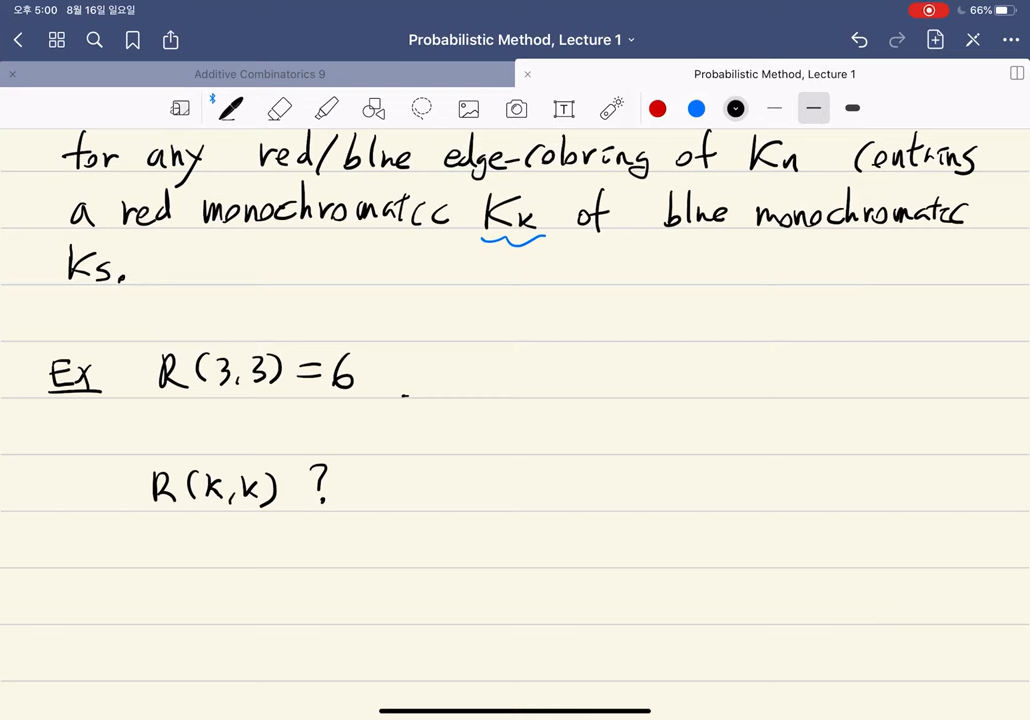 오후 5:00 8월 16일 일요일 66%
Probabilistic Method, Lecture 1
Additive Combinatorics 9
Probabilistic Method, Lecture 1
for any red/blue edge-coloring of Kn contains
a red monochromatic Kk of blue monochromatic
Ks.
Ex R(3,3)=6
R(k,k) ?